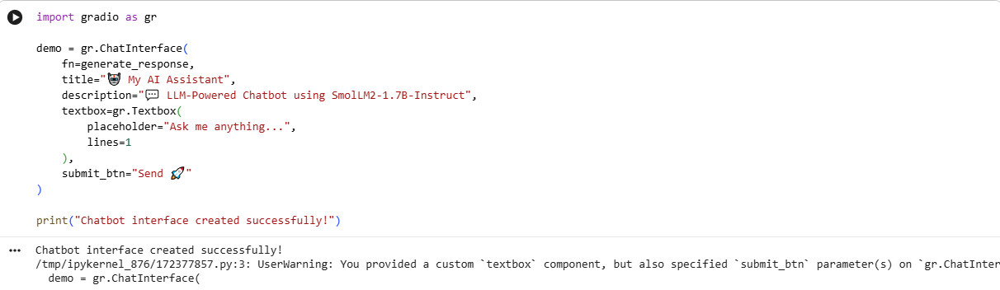 import gradio as gr
demo = gr.ChatInterface(
    fn=generate_response,
    title="🤖 My AI Assistant",
    description="💬 LLM-Powered Chatbot using SmolLM2-1.7B-Instruct",
    textbox=gr.Textbox(
        placeholder="Ask me anything...",
        lines=1
    ),
    submit_btn="Send 🚀"
)
print("Chatbot interface created successfully!")
Chatbot interface created successfully!
/tmp/ipykernel_876/172377857.py:3: UserWarning: You provided a custom `textbox` component, but also specified `submit_btn` parameter(s) on `gr.ChatInter
  demo = gr.ChatInterface(